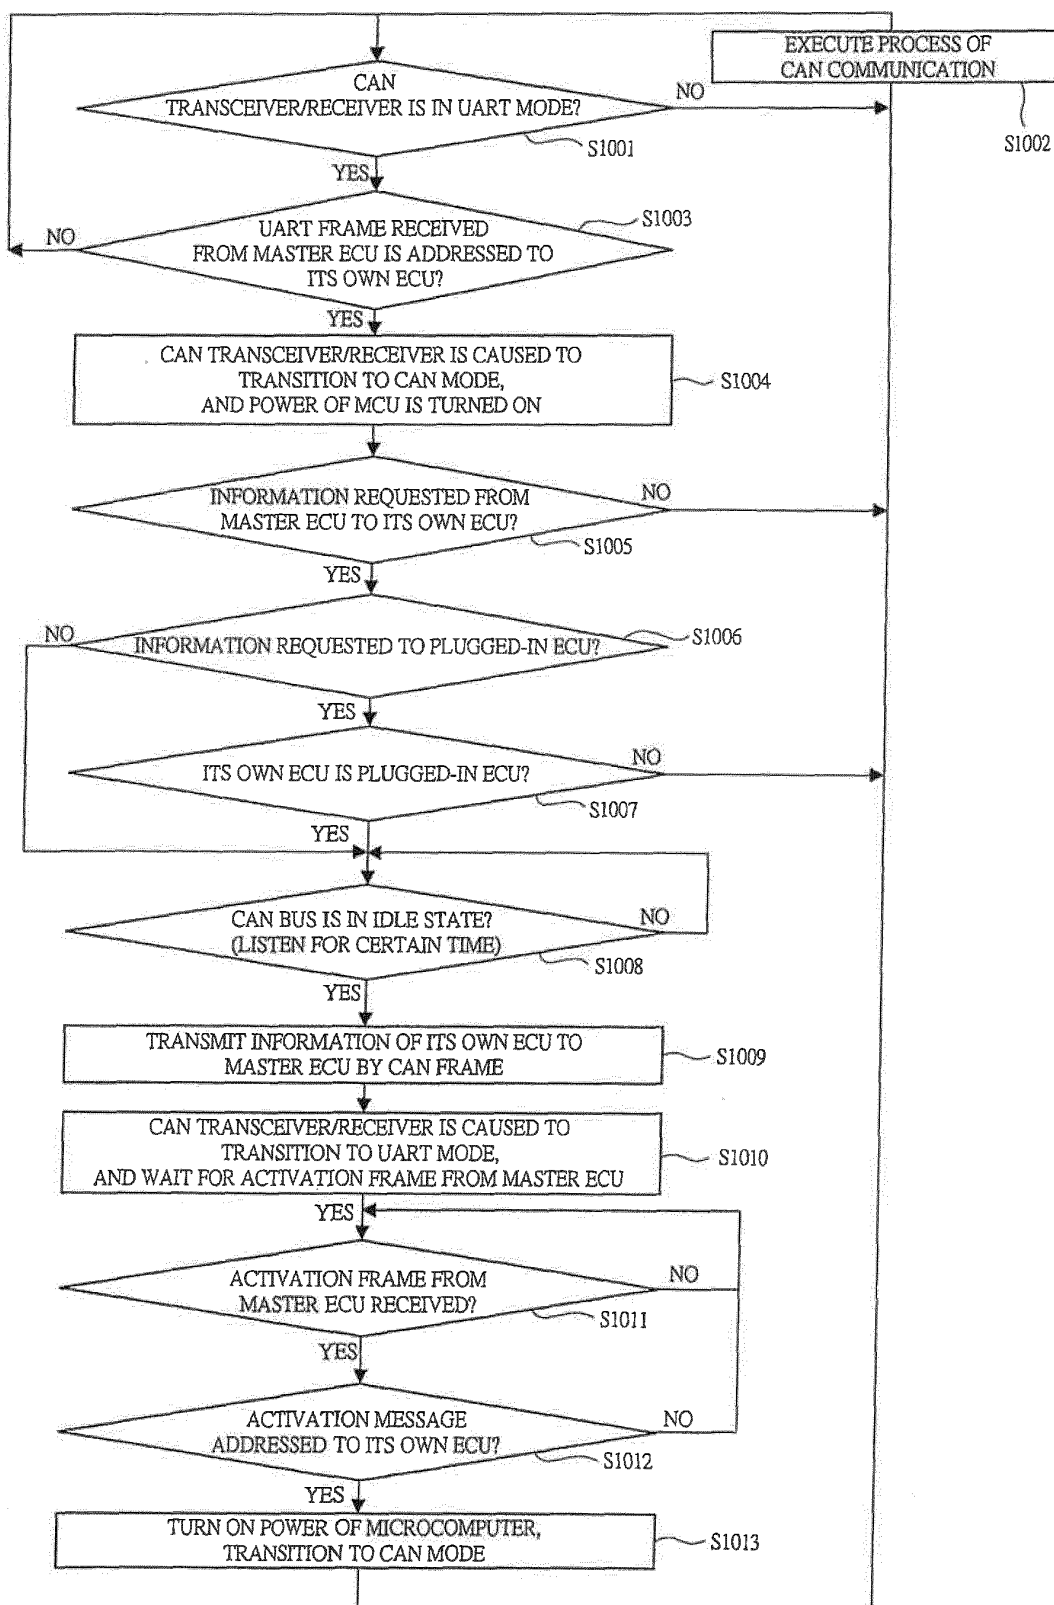 EXECUTE PROCESS OF
CAN COMMUNICATION
S1002
CAN
TRANSCEIVER/RECEIVER IS IN UART MODE?
NO
S1001
YES
S1003
UART FRAME RECEIVED
FROM MASTER ECU IS ADDRESSED TO
ITS OWN ECU?
NO
YES
CAN TRANSCEIVER/RECEIVER IS CAUSED TO
TRANSITION TO CAN MODE,
AND POWER OF MCU IS TURNED ON
S1004
INFORMATION REQUESTED FROM
MASTER ECU TO ITS OWN ECU?
NO
S1005
YES
NO
INFORMATION REQUESTED TO PLUGGED-IN ECU?
S1006
YES
ITS OWN ECU IS PLUGGED-IN ECU?
NO
S1007
YES
CAN BUS IS IN IDLE STATE?
(LISTEN FOR CERTAIN TIME)
NO
S1008
YES
TRANSMIT INFORMATION OF ITS OWN ECU TO
MASTER ECU BY CAN FRAME
S1009
CAN TRANSCEIVER/RECEIVER IS CAUSED TO
TRANSITION TO UART MODE,
AND WAIT FOR ACTIVATION FRAME FROM MASTER ECU
S1010
YES
ACTIVATION FRAME FROM
MASTER ECU RECEIVED?
NO
S1011
YES
ACTIVATION MESSAGE
ADDRESSED TO ITS OWN ECU?
NO
S1012
YES
TURN ON POWER OF MICROCOMPUTER,
TRANSITION TO CAN MODE
S1013